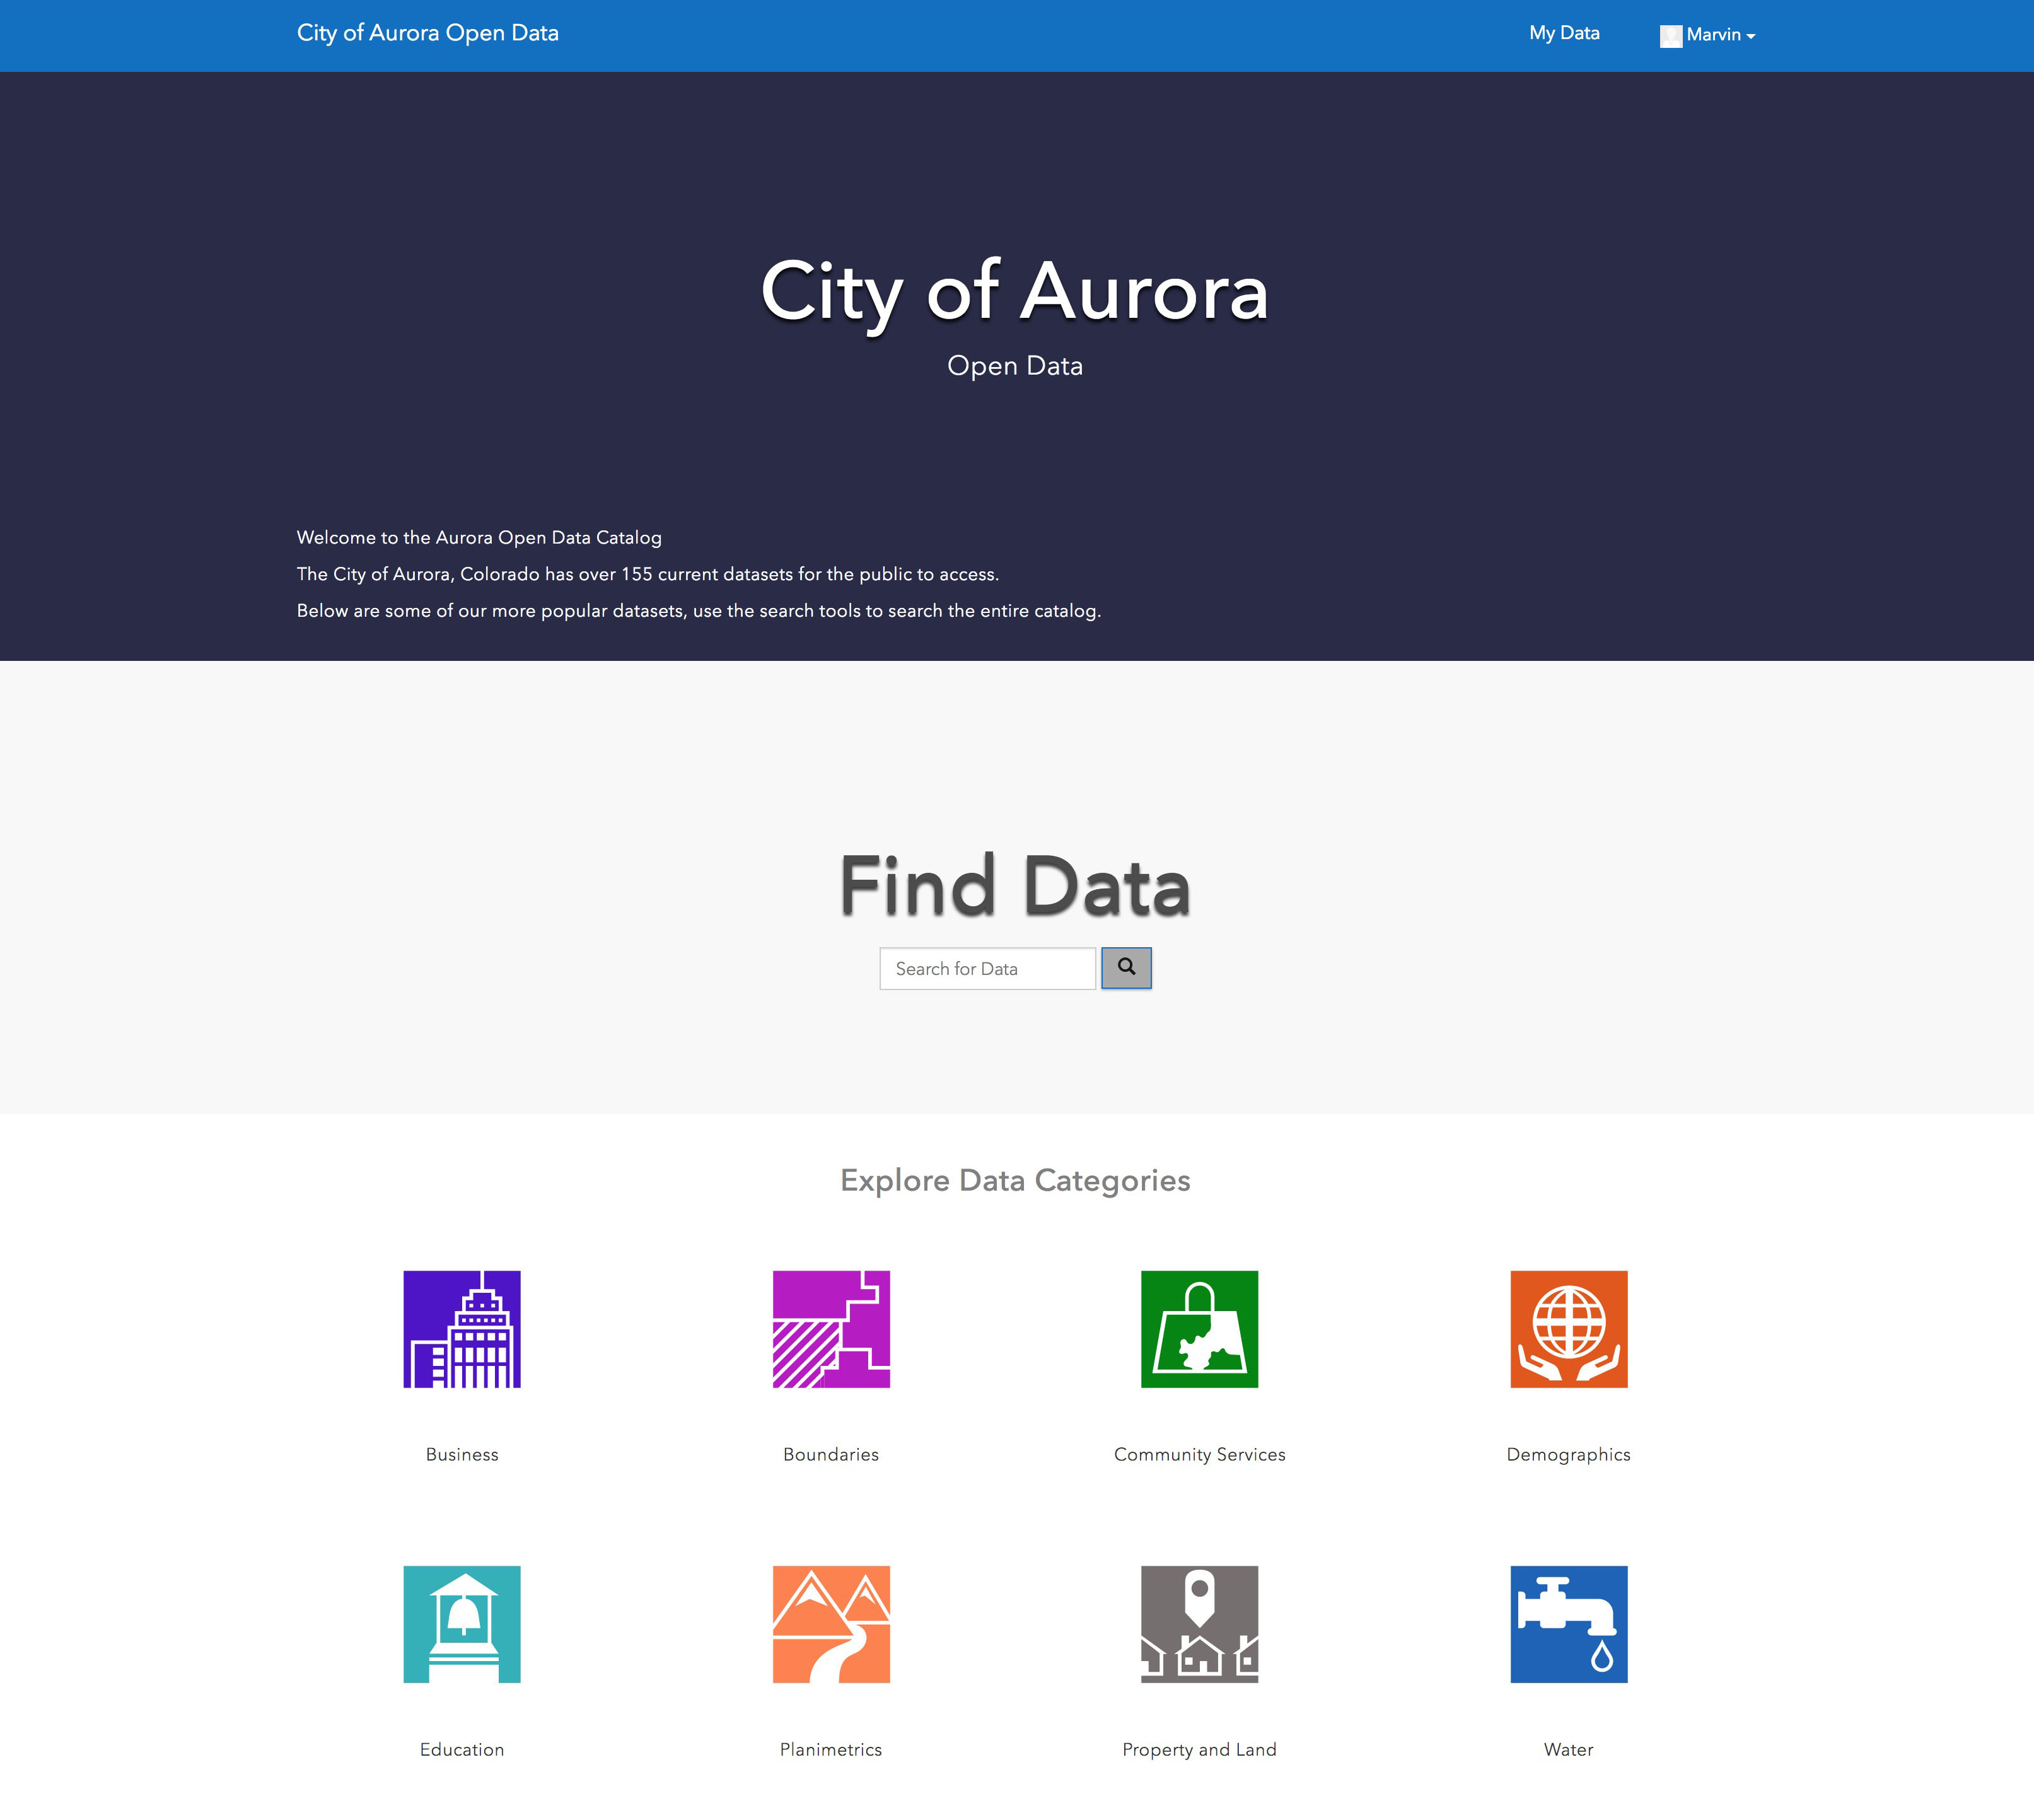 City of Aurora Open Data
My Data
Marvin
City of Aurora
Open Data
Welcome to the Aurora Open Data Catalog
The City of Aurora, Colorado has over 155 current datasets for the public to access.
Below are some of our more popular datasets, use the search tools to search the entire catalog.
Find Data
Search for Data
Explore Data Categories
Business
Boundaries
Community Services
Demographics
Education
Planimetrics
Property and Land
Water